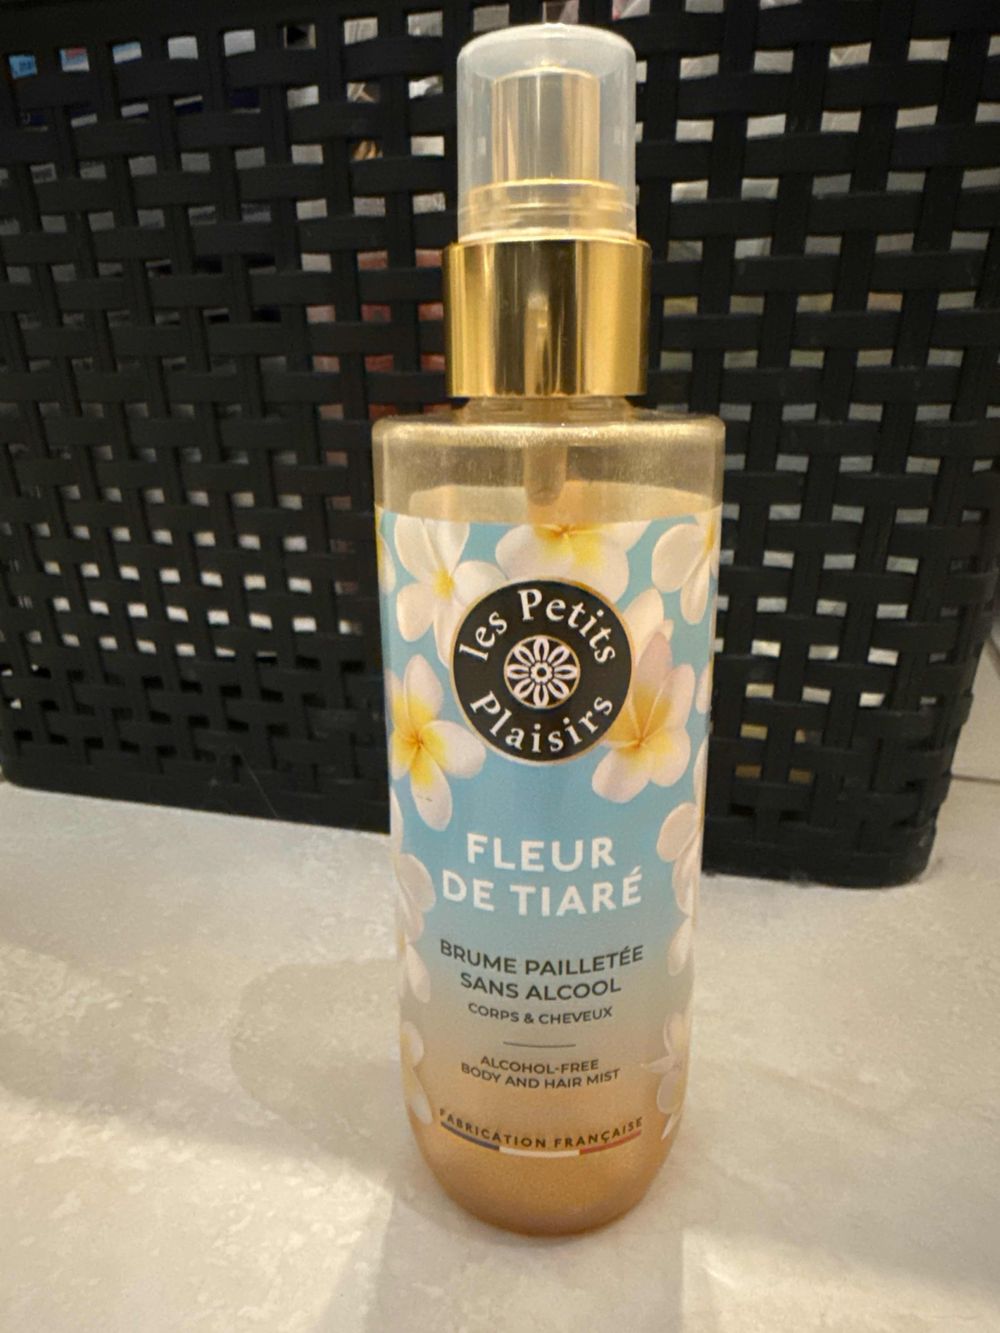 les Petits
Plaisirs
FLEUR
DE TIARÉ
BRUME PAILLETÉE
SANS ALCOOL
CORPS & CHEVEUX
ALCOHOL-FREE
BODY AND HAIR MIST
FABRICATION FRANÇAISE